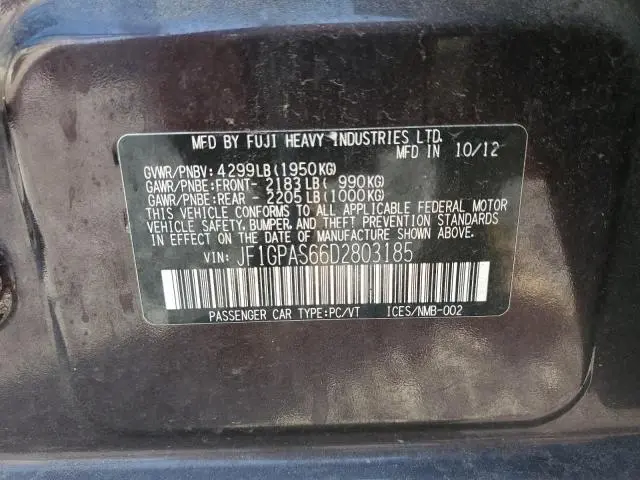 MFD BY FUJI HEAVY INDUSTRIES LTD.
MFD IN 10/12
GVWR/PNBV: 4299LB(1950KG)
GAWR/PNBE:FRONT- 2183LB( 990KG)
GAWR/PNBE:REAR - 2205LB(1000KG)
THIS VEHICLE CONFORMS TO ALL APPLICABLE FEDERAL MOTOR
VEHICLE SAFETY, BUMPER, AND THEFT PREVENTION STANDARDS
IN EFFECT ON THE DATE OF MANUFACTURE SHOWN ABOVE.
VIN: JF1GPAS66D2803185
PASSENGER CAR TYPE:PC/VT ICES/NMB-002